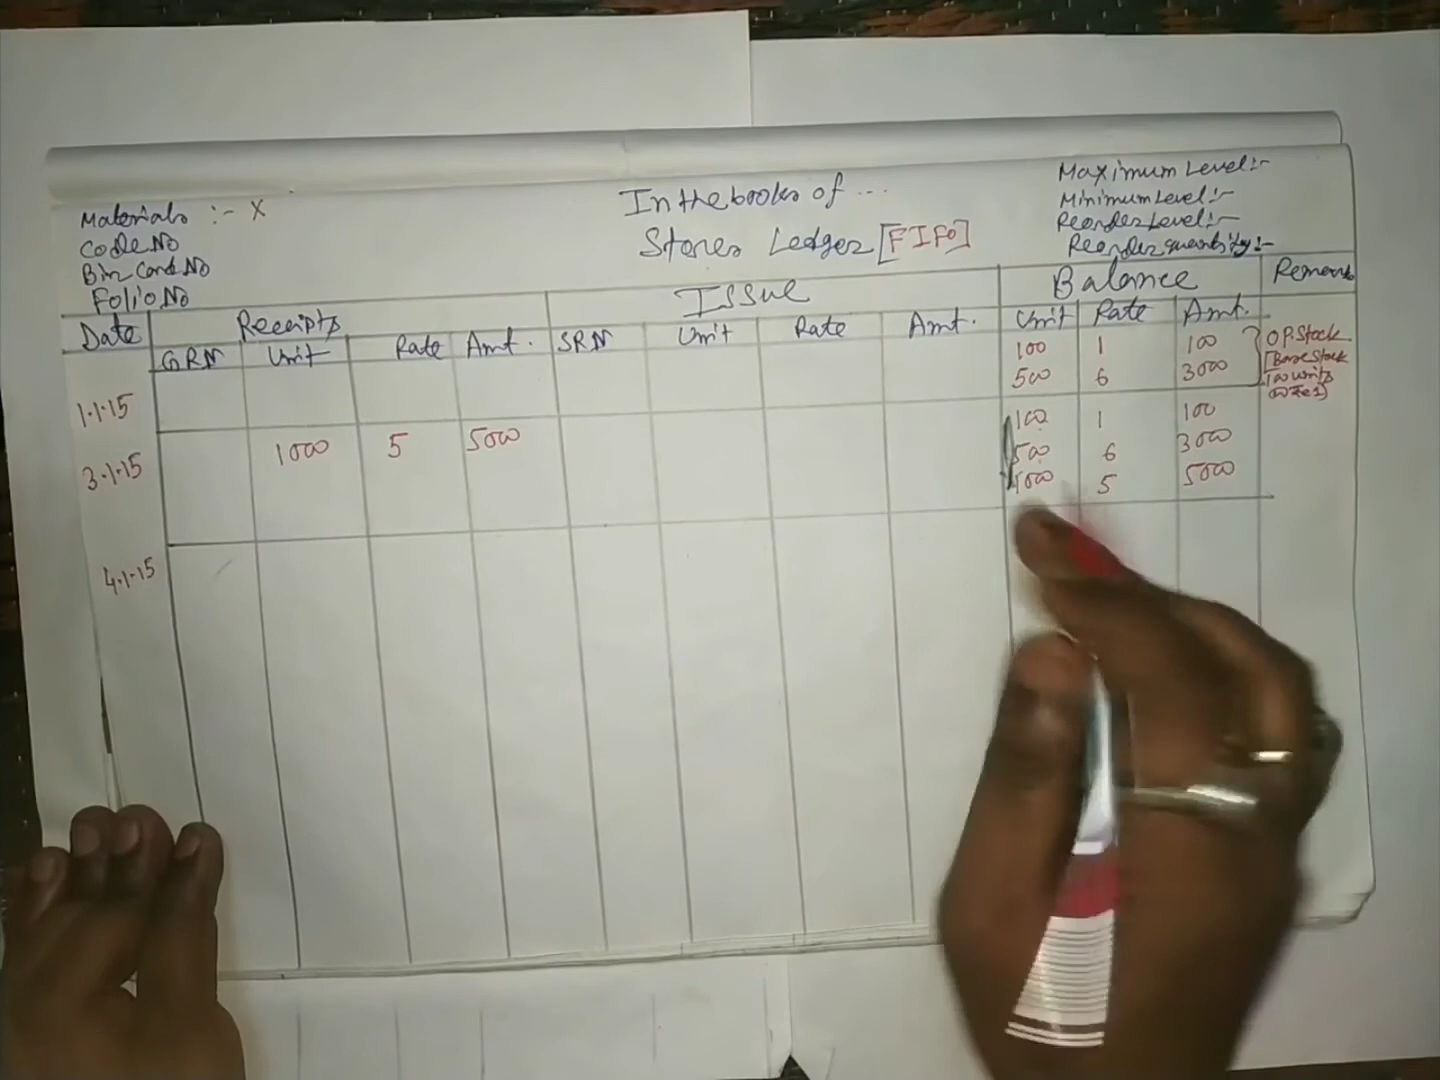 Materials :- X
Code No
Bin Card No
Folio No
In the books of ...
Stores Ledger [FIFO]
Maximum Level:-
Minimum Level:-
Reorder Level:-
Reorder quantity:-
Date Receipts Issue Balance Remark
GRN Unit Rate Amt. SRN Unit Rate Amt. Unit Rate Amt.
100 1 100 OP. Stock
500 6 3000 [Base Stock
1.1.15 100 units
@ ₹ 1)
100 1 100
3.1.15 1000 5 5000 500 6 3000
1000 5 5000
4.1.15